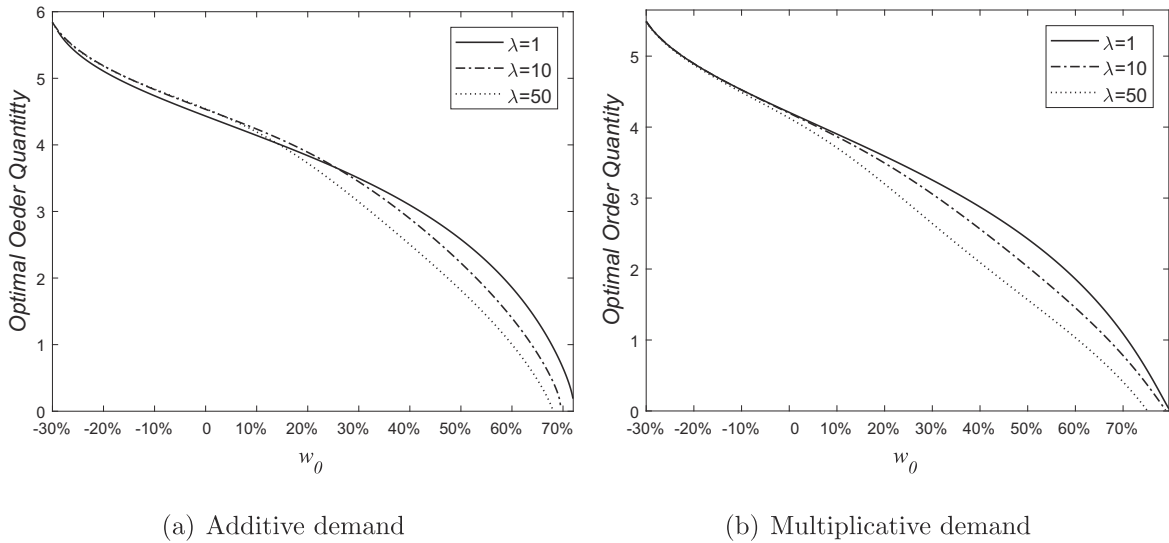 6
5
4
3
2
1
0
Optimal Oeder Quantitty
λ=1
λ=10
λ=50
-30% -20% -10% 0 10% 20% 30% 40% 50% 60% 70%
w0
(a) Additive demand
5
4
3
2
1
0
Optimal Order Quantity
λ=1
λ=10
λ=50
-30% -20% -10% 0 10% 20% 30% 40% 50% 60% 70%
w0
(b) Multiplicative demand